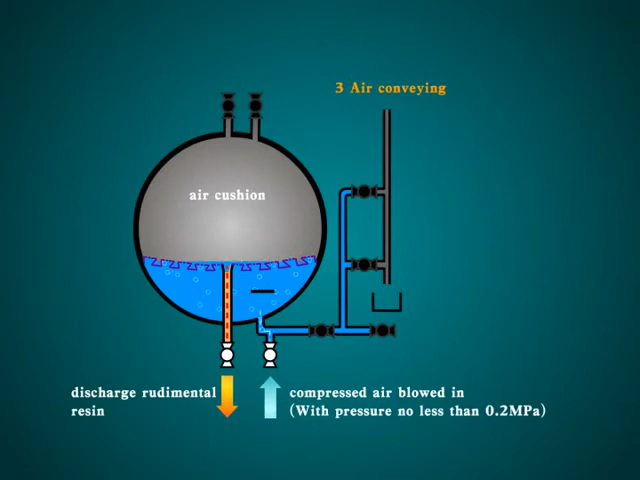 3 Air conveying
air cushion
discharge rudimental
resin
compressed air blowed in
(With pressure no less than 0.2MPa)